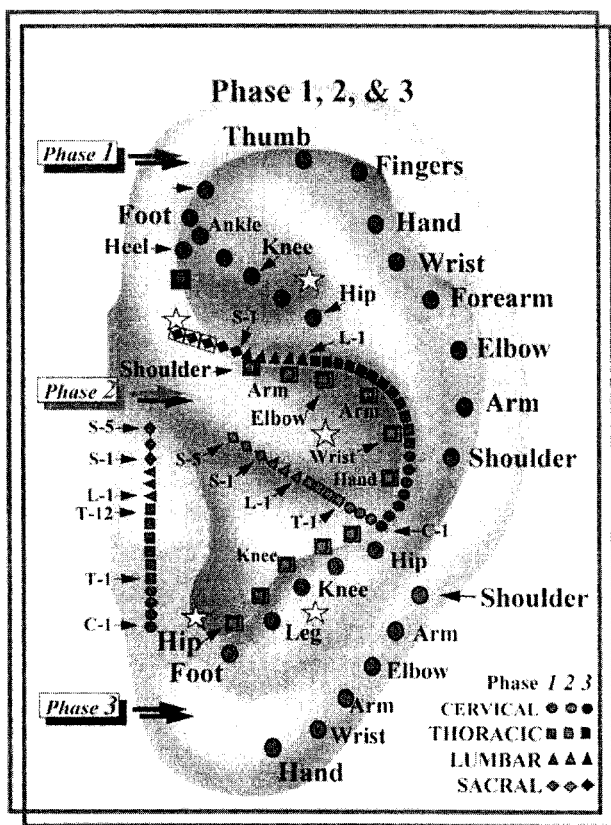 Phase 1, 2, & 3
Phase 1
Thumb
Fingers
Foot
Ankle
Hand
Heel
Knee
Wrist
Hip
Forearm
S-1
L-1
Elbow
Shoulder
Arm
Phase 2
Elbow
Arm
Arm
S-5
S-5
Wrist
Shoulder
S-1
S-1
Hand
L-1
L-1
T-12
T-1
C-1
Knee
Hip
T-1
Knee
Shoulder
C-1
Hip
Leg
Arm
Foot
Elbow
Phase 3
Arm
Wrist
Hand
Phase 1 2 3
CERVICAL
THORACIC
LUMBAR
SACRAL